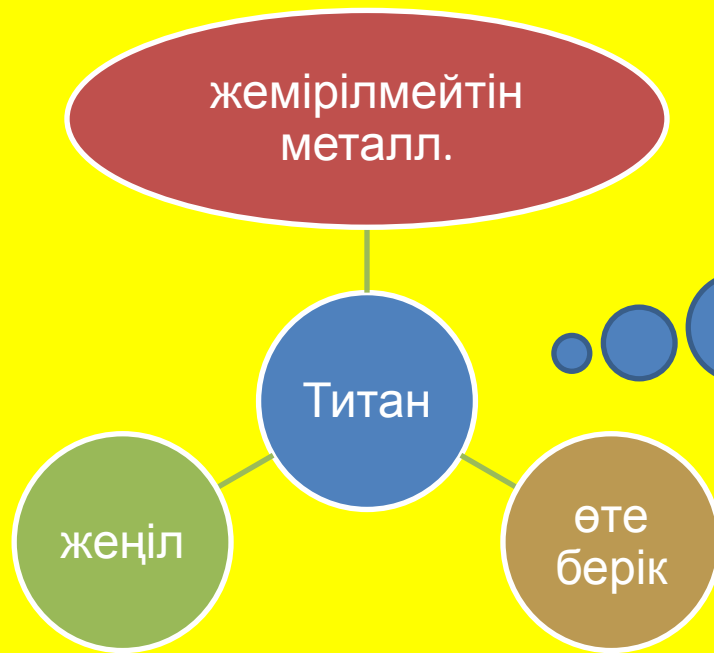 жемірілмейтін
металл.
Титан
жеңіл
өте
берік